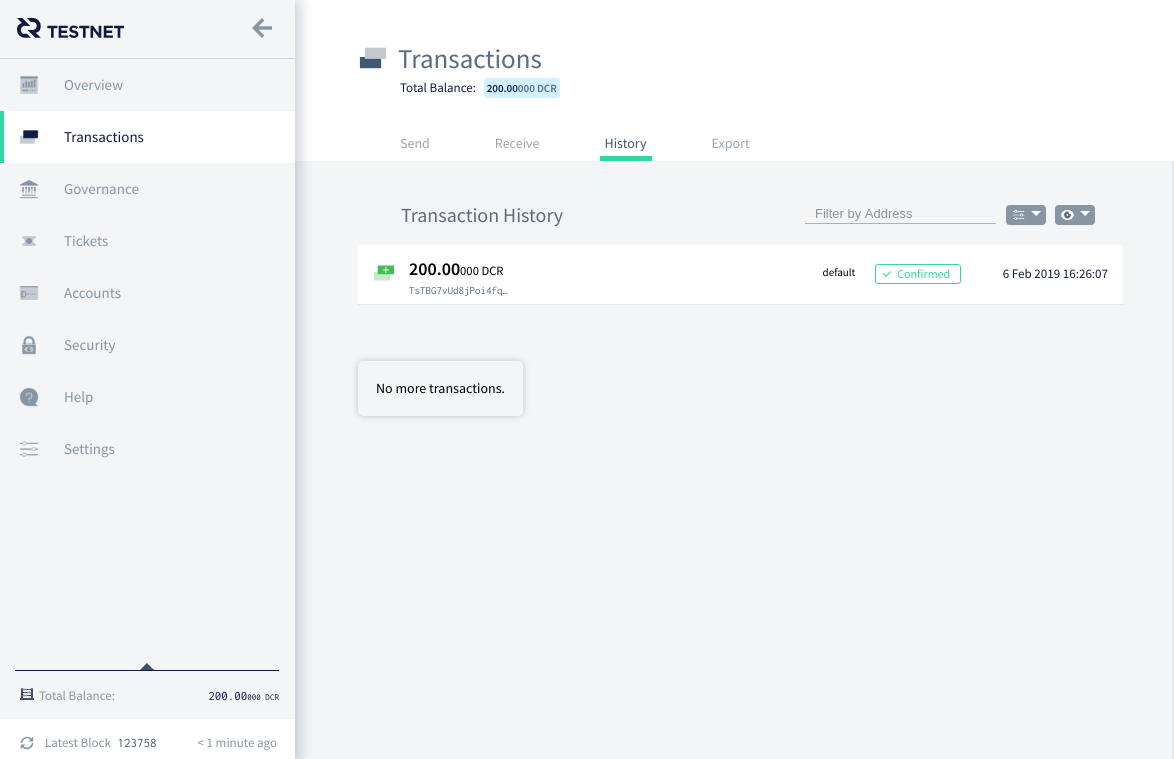 TESTNET
Overview
Transactions
Governance
Tickets
Accounts
Security
Help
Settings
Total Balance: 200.00000 DCR
Latest Block 123758 < 1 minute ago
Transactions
Total Balance: 200.00000 DCR
Send Receive History Export
Transaction History
Filter by Address
200.00000 DCR
default
Confirmed
6 Feb 2019 16:26:07
TsTBG7vUd8jPoi4fq…
No more transactions.